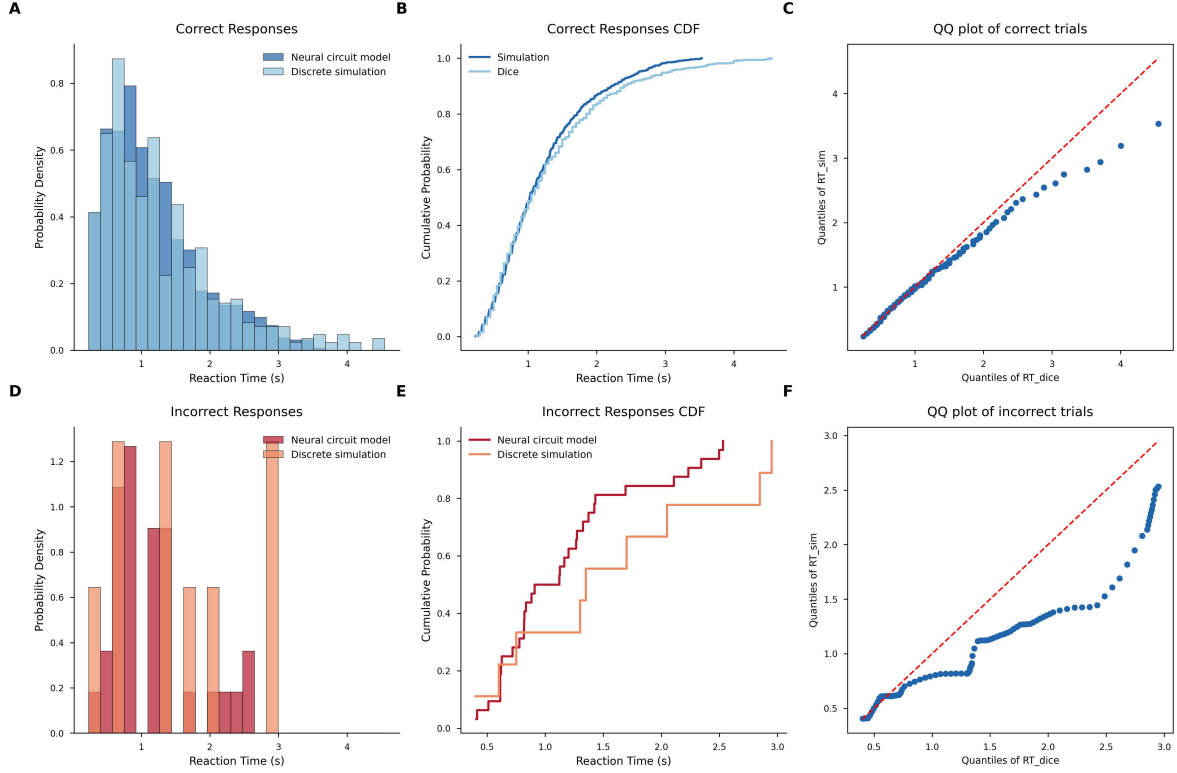 A
Correct Responses
Neural circuit model
Discrete simulation
Probability Density
0.0
0.2
0.4
0.6
0.8
1
2
3
4
Reaction Time (s)
B
Correct Responses CDF
Simulation
Dice
Cumulative Probability
0.0
0.2
0.4
0.6
0.8
1.0
1
2
3
4
Reaction Time (s)
C
QQ plot of correct trials
Quantiles of RT_sim
1
2
3
4
1
2
3
4
Quantiles of RT_dice
D
Incorrect Responses
Neural circuit model
Discrete simulation
Probability Density
0.0
0.2
0.4
0.6
0.8
1.0
1.2
1
2
3
4
Reaction Time (s)
E
Incorrect Responses CDF
Neural circuit model
Discrete simulation
Cumulative Probability
0.0
0.2
0.4
0.6
0.8
1.0
0.5
1.0
1.5
2.0
2.5
3.0
Reaction Time (s)
F
QQ plot of incorrect trials
Quantiles of RT_sim
0.5
1.0
1.5
2.0
2.5
3.0
0.5
1.0
1.5
2.0
2.5
3.0
Quantiles of RT_dice